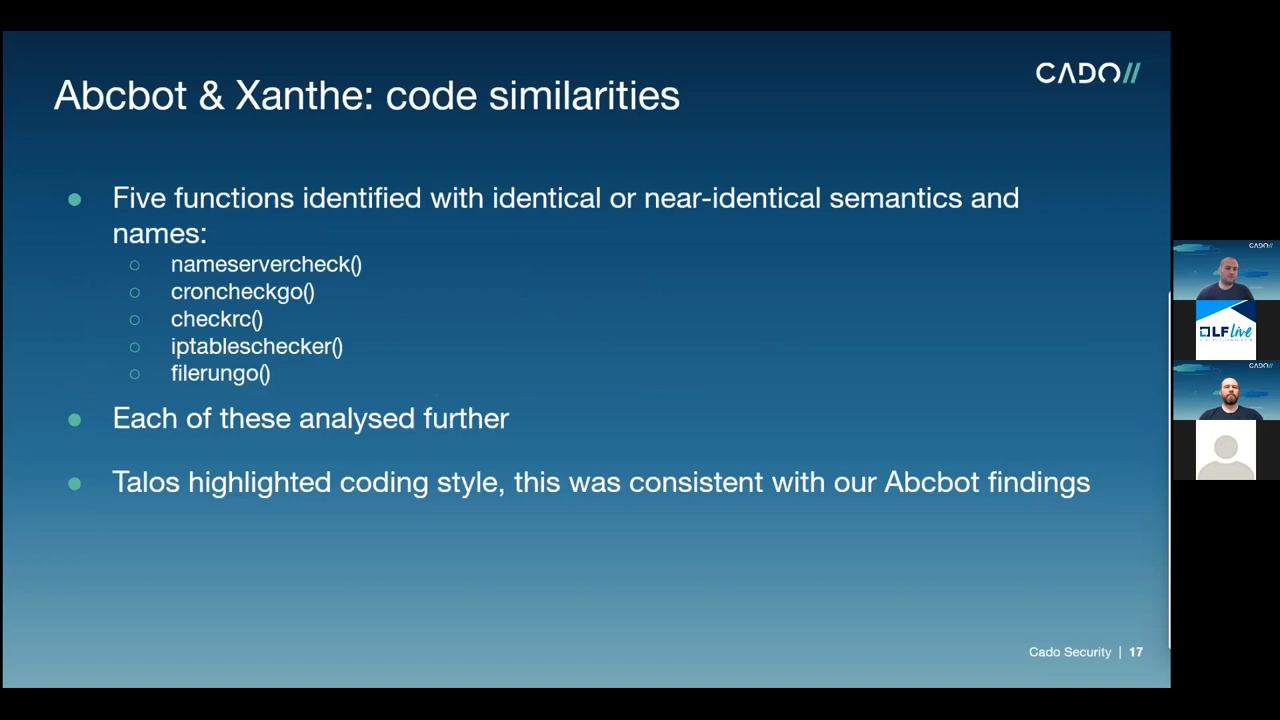 CADO//
Abcbot & Xanthe: code similarities
Five functions identified with identical or near-identical semantics and
names:
nameservercheck()
croncheckgo()
checkrc()
iptableschecker()
filerungo()
Each of these analysed further
Talos highlighted coding style, this was consistent with our Abcbot findings
Cado Security | 17
CADO//
LF Live
CADO//